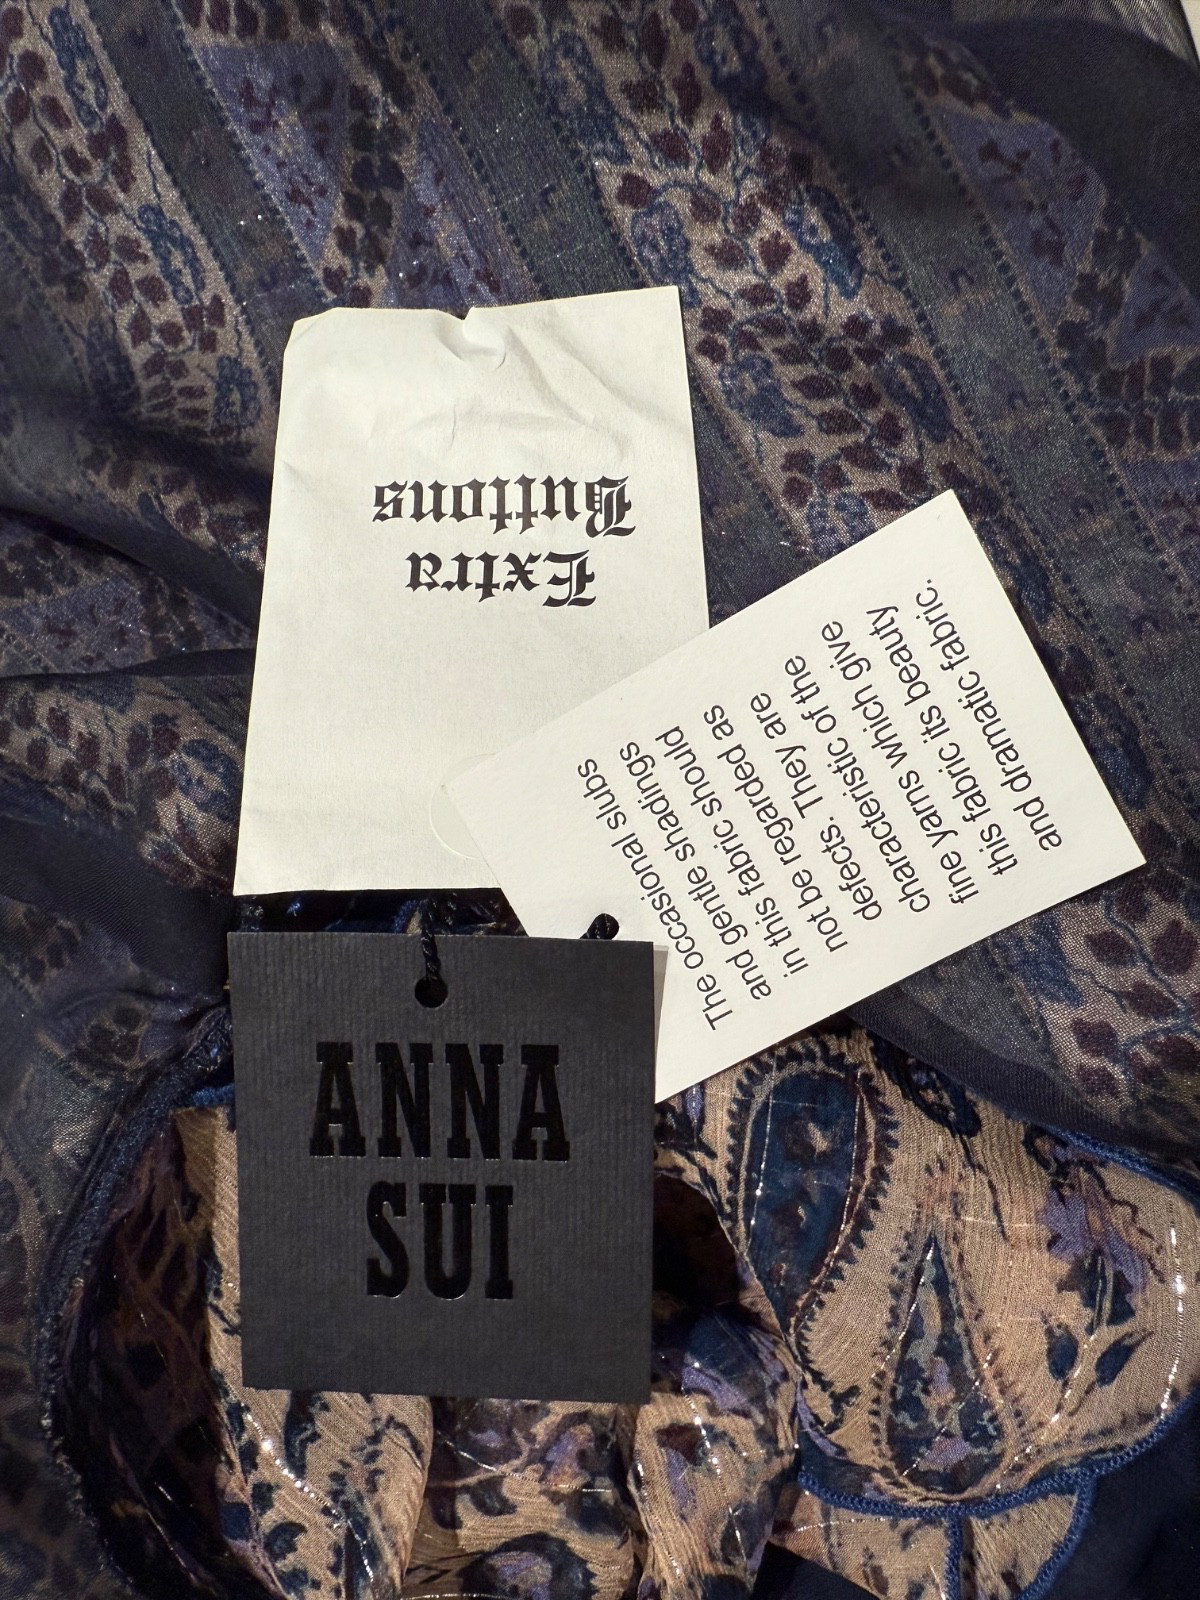 Extra
Buttons
The occasional slubs
and gentle shadings
in this fabric should
not be regarded as
defects. They are
characteristic of the
fine yarns which give
this fabric its beauty
and dramatic fabric.
ANNA
SUI